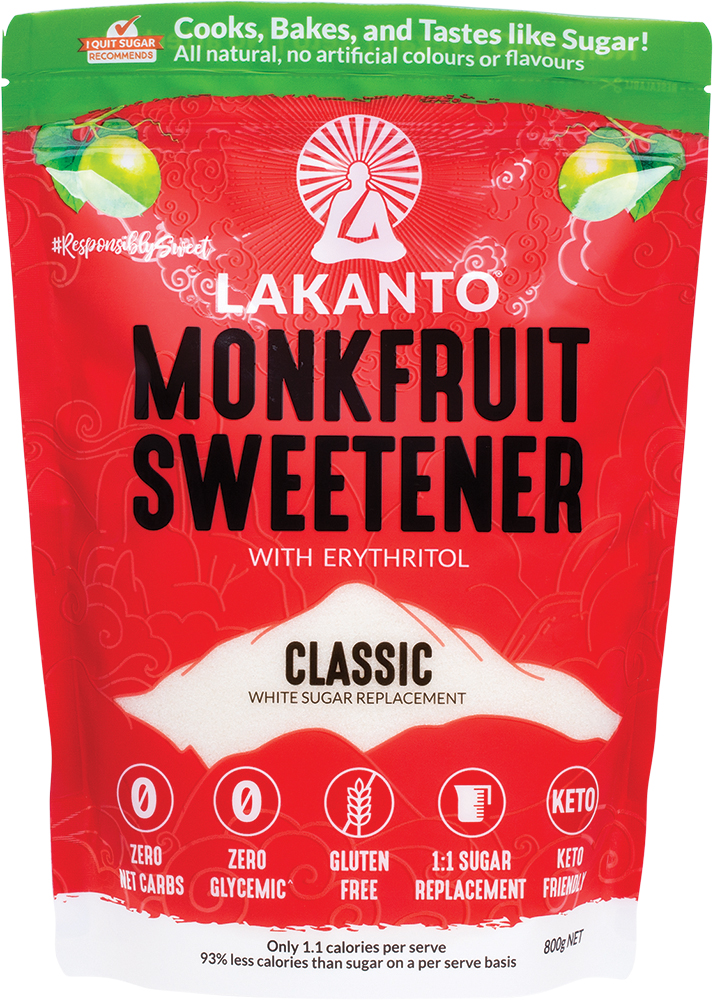 I QUIT SUGAR
RECOMMENDS
Cooks, Bakes, and Tastes like Sugar!
All natural, no artificial colours or flavours
#ResponsiblySweet
LAKANTO®
MONKFRUIT
SWEETENER
WITH ERYTHRITOL
CLASSIC
WHITE SUGAR REPLACEMENT
0 0 KETO
ZERO
NET CARBS
ZERO
GLYCEMIC^
GLUTEN
FREE
1:1 SUGAR
REPLACEMENT
KETO
FRIENDLY
Only 1.1 calories per serve
93% less calories than sugar on a per serve basis
800g NET